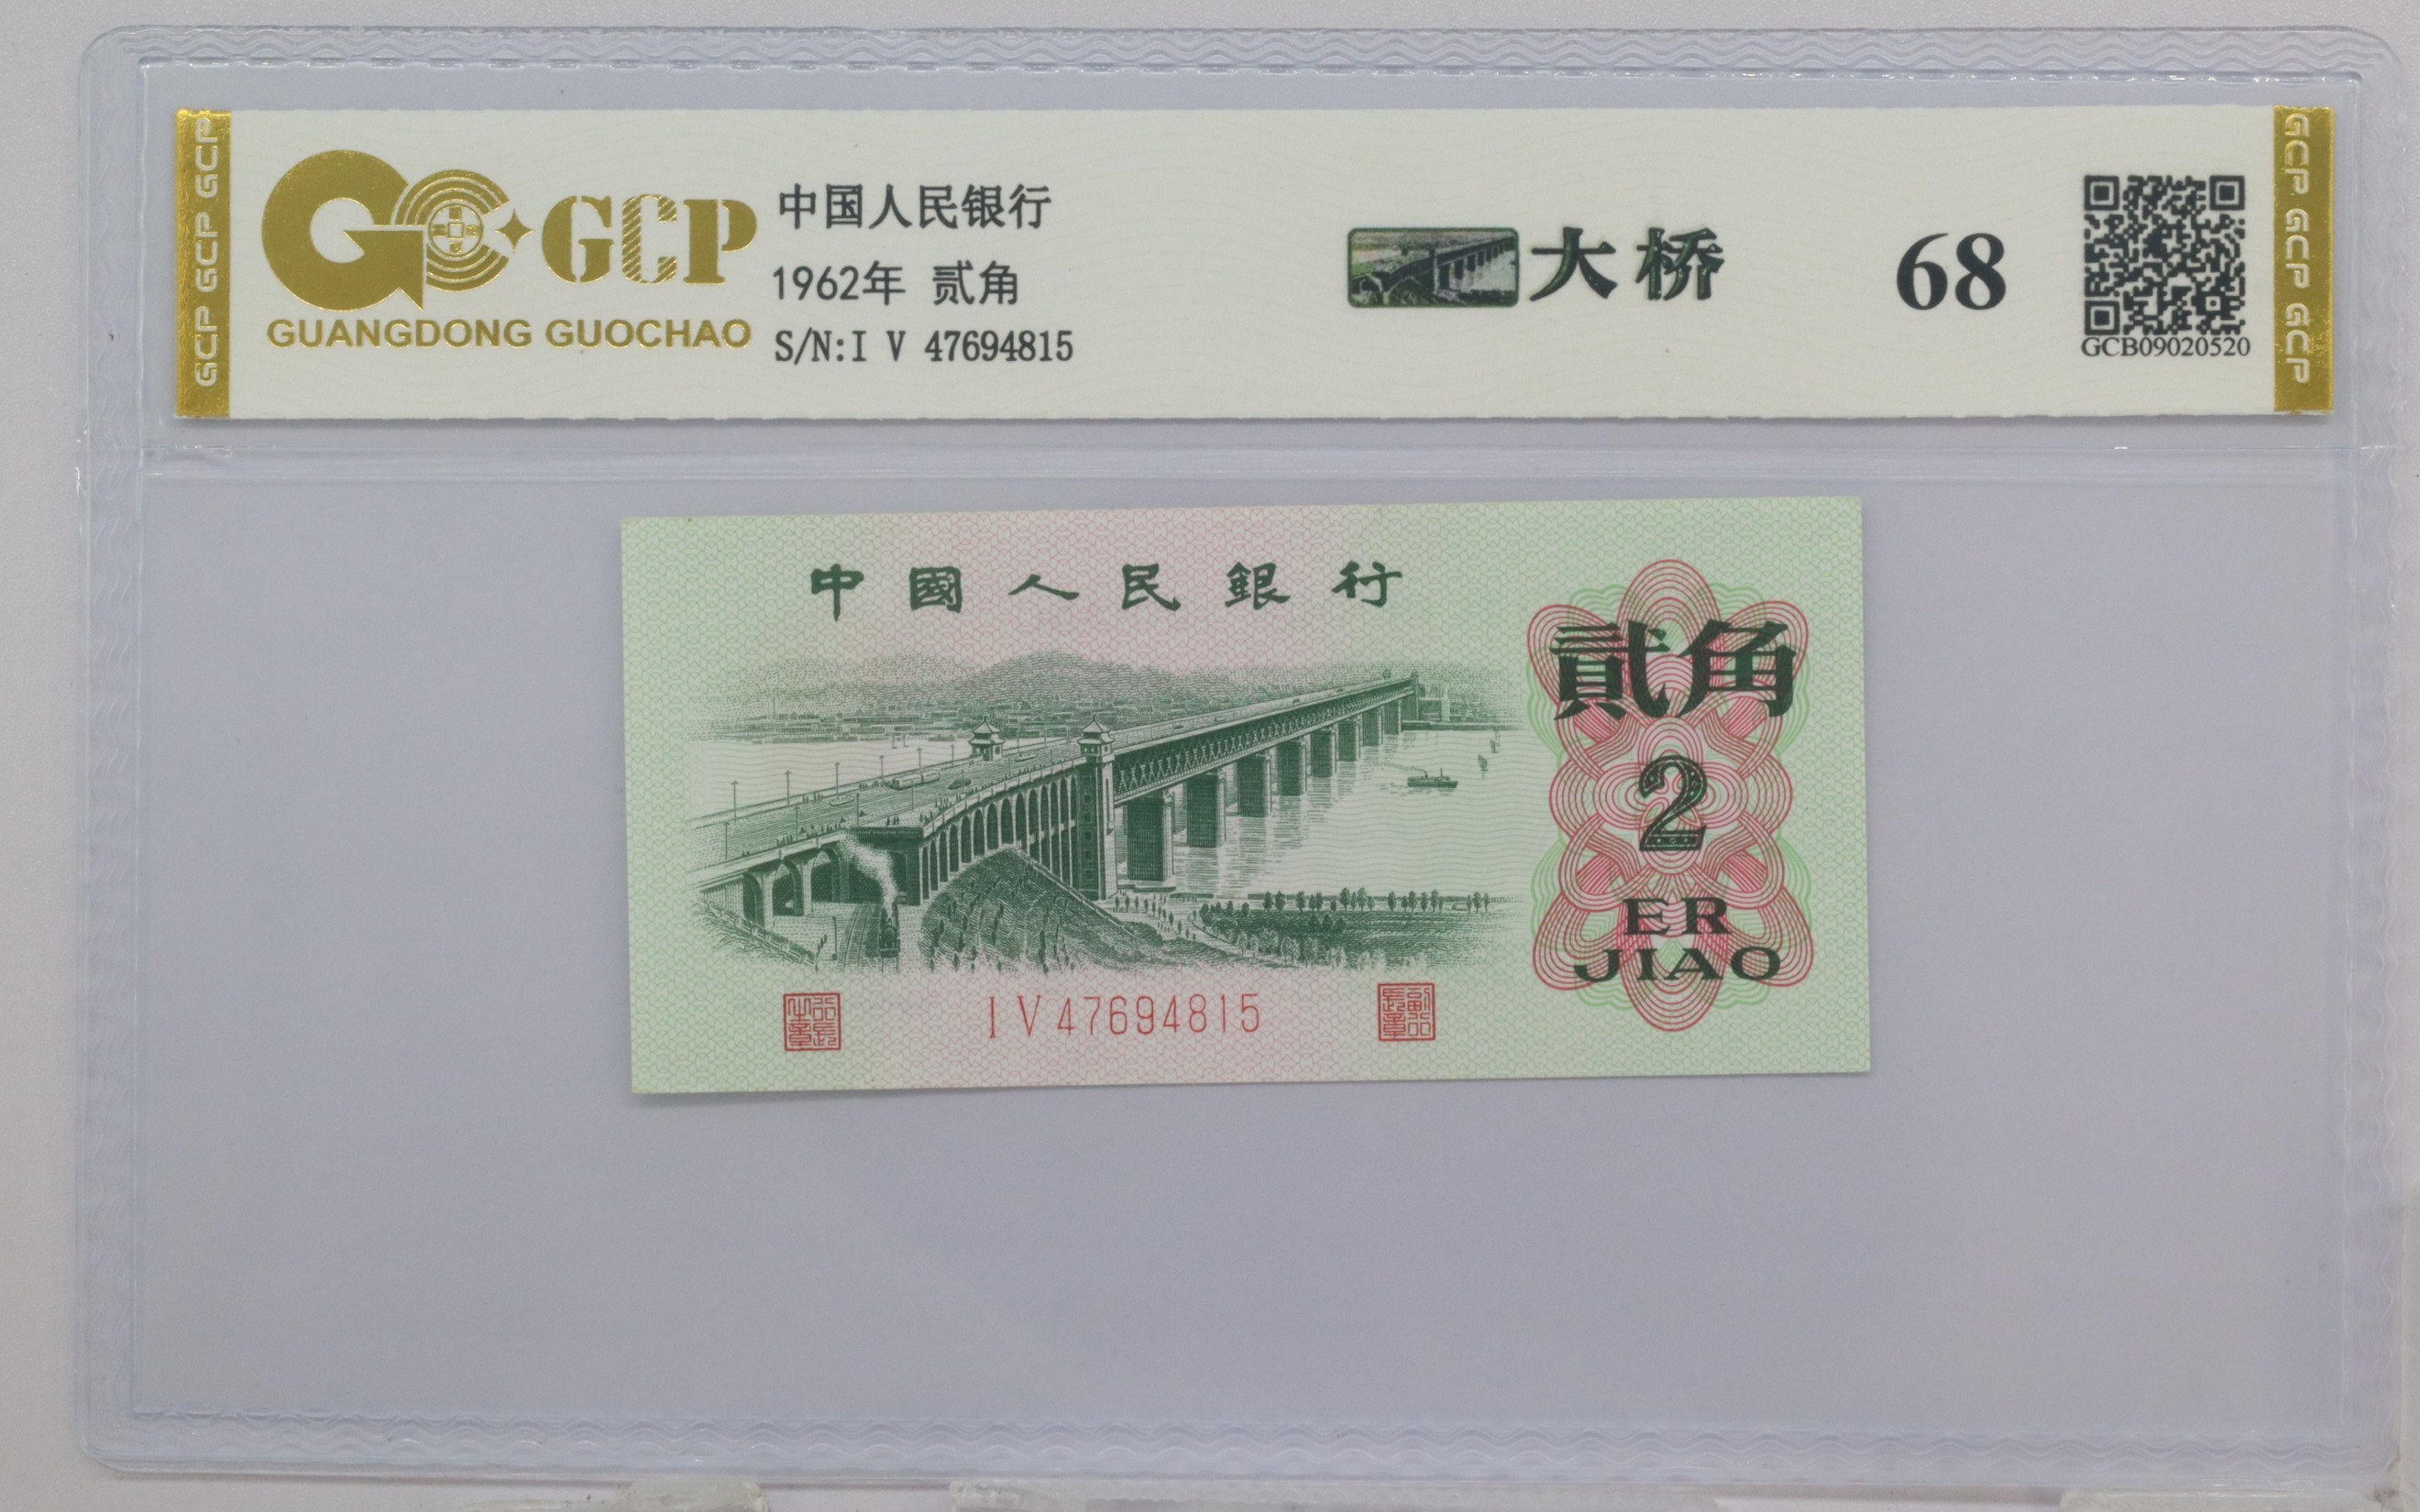 GCP GCP GCP
GCP
GUANGDONG GUOCHAO
中国人民银行
1962年 贰角
S/N:I V 47694815
大桥
68
GCB09020520
GCP GCP GCP
中國人民銀行
貳角
2
ER
JIAO
I V 47694815